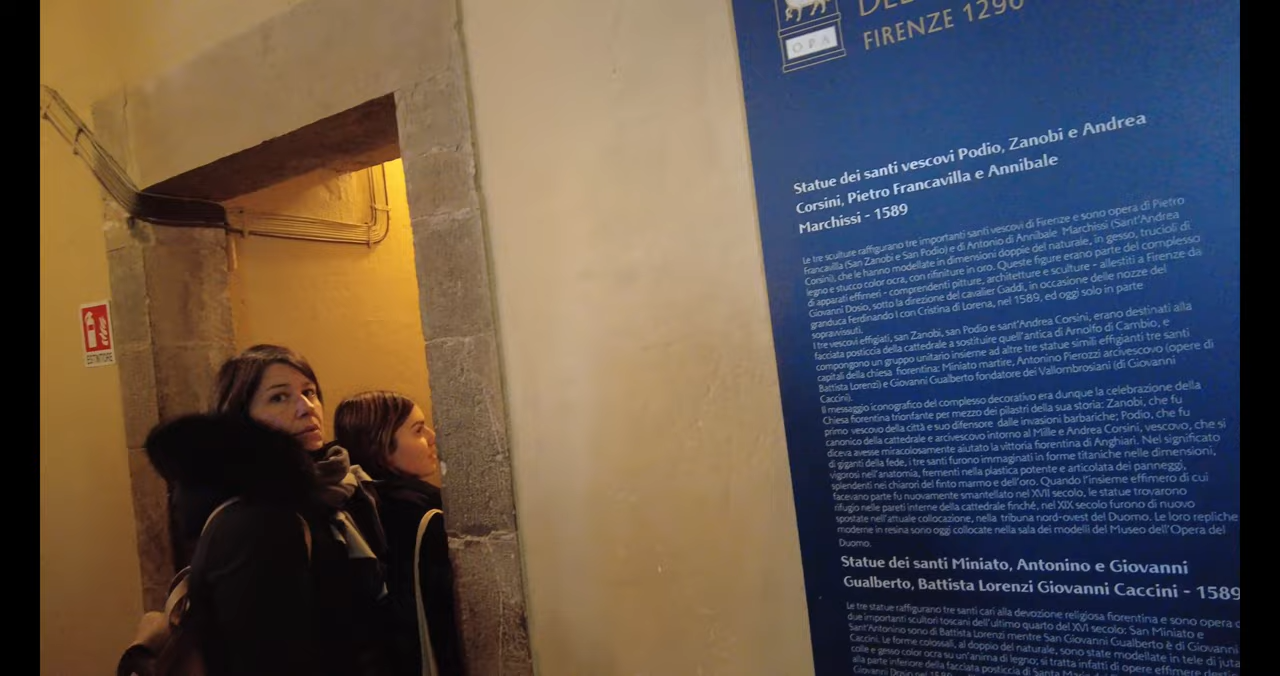 OPA
FIRENZE 1296
Statue dei santi vescovi Podio, Zanobi e Andrea
Corsini, Pietro Francavilla e Annibale
Marchissi - 1589
Le tre sculture raffigurano tre importanti santi vescovi di Firenze e sono opera di Pietro
Francavilla (San Zanobi e San Podio) e di Antonio di Annibale Marchissi (Sant'Andrea
Corsini), che le hanno modellate in dimensioni doppie del naturale, in gesso, trucioli di
legno e stucco color ocra, con rifiniture in oro. Queste figure erano parte del complesso
di apparati effimeri - comprendenti pitture, architetture e sculture - allestiti a Firenze da
Giovanni Dosio, sotto la direzione del cavalier Gaddi, in occasione delle nozze del
granduca Ferdinando I con Cristina di Lorena, nel 1589, ed oggi solo in parte
sopravvissuti.
I tre vescovi effigiati, san Zanobi, san Podio e sant'Andrea Corsini, erano destinati alla
facciata posticcia della cattedrale a sostituire quell'antica di Arnolfo di Cambio, e
compongono un gruppo unitario insieme ad altre tre statue simili effigianti tre santi
capitali della chiesa fiorentina: Miniato martire, Antonino Pierozzi arcivescovo (opere di
Battista Lorenzi) e Giovanni Gualberto fondatore dei Vallombrosiani (di Giovanni
Caccini).
Il messaggio iconografico del complesso decorativo era dunque la celebrazione della
Chiesa fiorentina trionfante per mezzo dei pilastri della sua storia: Zanobi, che fu
primo vescovo della città e suo difensore dalle invasioni barbariche; Podio, che fu
canonico della cattedrale e arcivescovo intorno al Mille e Andrea Corsini, vescovo, che si
diceva avesse miracolosamente aiutato la vittoria fiorentina di Anghiari. Nel significato
di giganti della fede, i tre santi furono immaginati in forme titaniche nelle dimensioni,
vigorosi nell'anatomia, frementi nella plastica potente e articolata dei panneggi,
splendenti nei chiarori del finto marmo e dell'oro. Quando l'insieme effimero di cui
facevano parte fu nuovamente smantellato nel XVII secolo, le statue trovarono
rifugio nelle pareti interne della cattedrale finché, nel XIX secolo furono di nuovo
spostate nell'attuale collocazione, nella tribuna nord-ovest del Duomo. Le loro repliche
moderne in resina sono oggi collocate nella sala dei modelli del Museo dell'Opera del
Duomo.
Statue dei santi Miniato, Antonino e Giovanni
Gualberto, Battista Lorenzi Giovanni Caccini - 1589
Le tre statue raffigurano tre santi cari alla devozione religiosa fiorentina e sono opera d
due importanti scultori toscani dell'ultimo quarto del XVI secolo: San Miniato e
Sant'Antonino sono di Battista Lorenzi mentre San Giovanni Gualberto è di Giovanni
Caccini. Le forme colossali, al doppio del naturale, sono state modellate in tele di juta
colle e gesso color ocra su un'anima di legno; si tratta infatti di opere effimere
alla parte inferiore della facciata posticcia di Santa Maria
Giovanni Dosio nel 1589
ESTINTORE